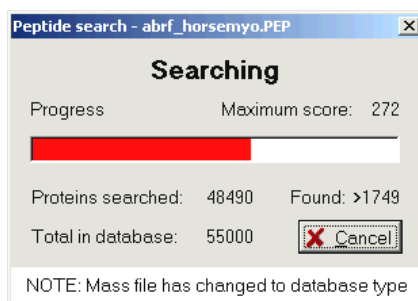 Peptide search - abrf_horsemyo.PEP
Searching
Progress Maximum score: 272
Proteins searched: 48490 Found: >1749
Total in database: 55000 Cancel
NOTE: Mass file has changed to database type